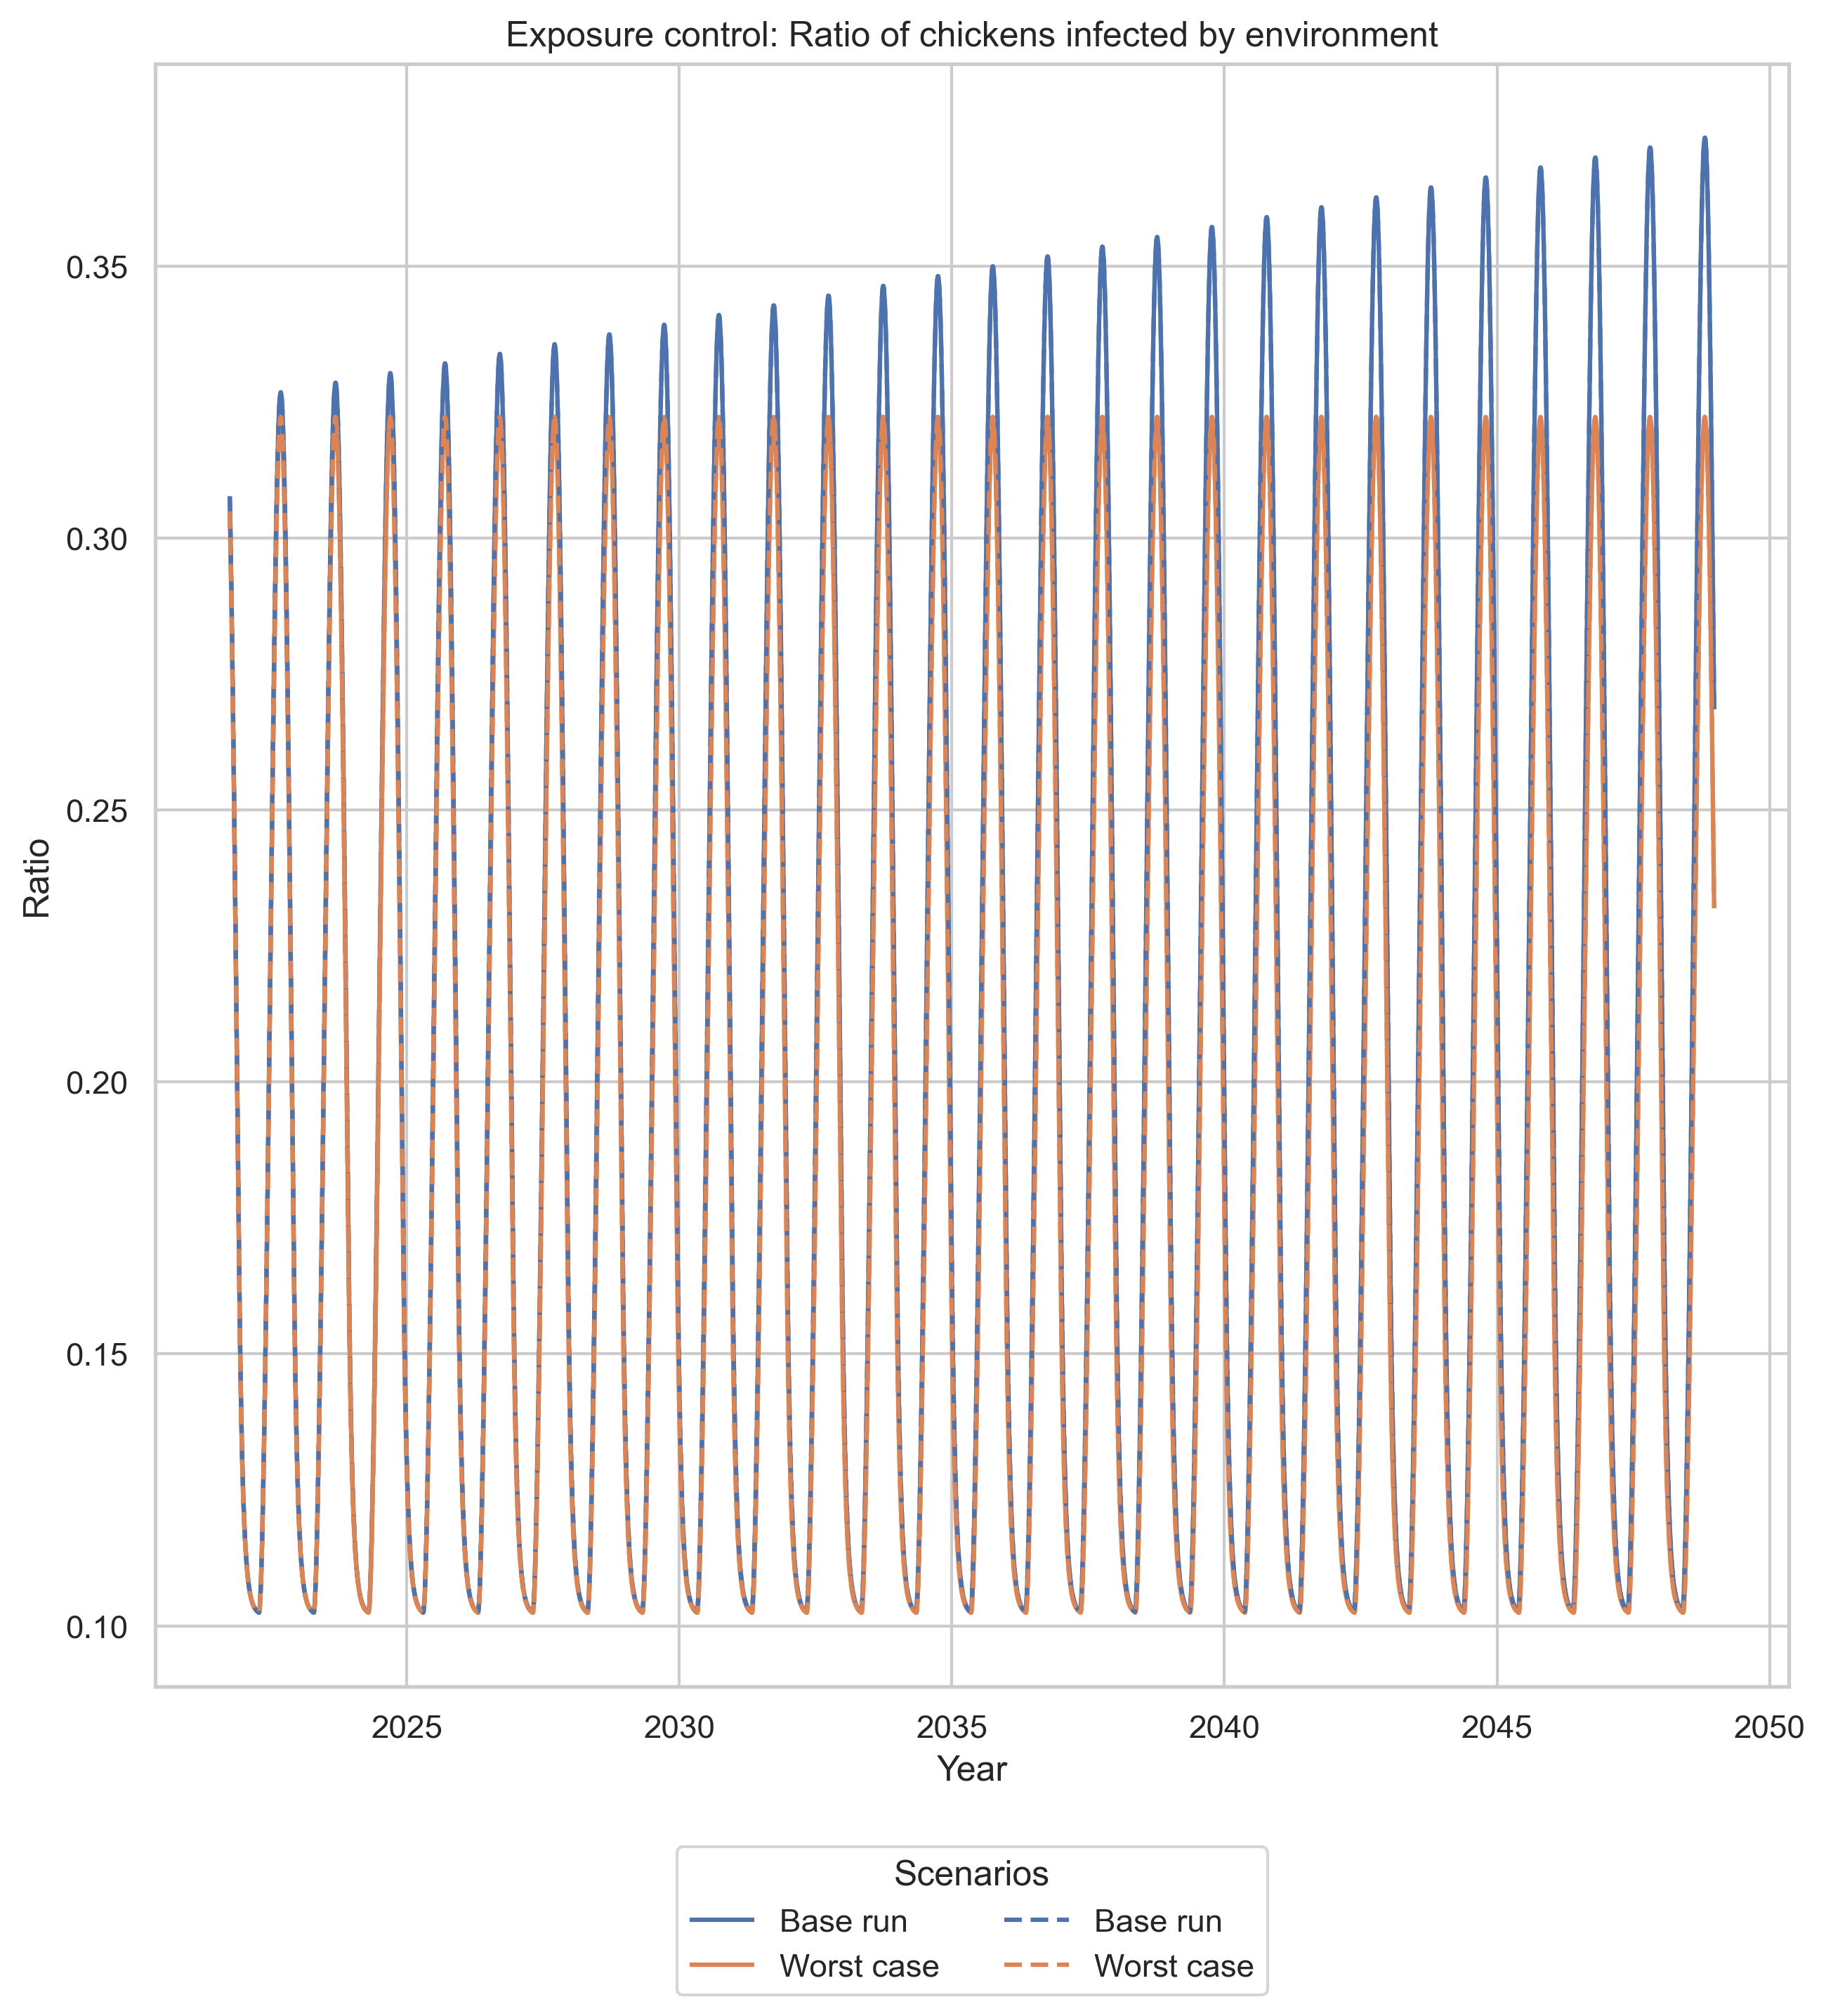 Exposure control: Ratio of chickens infected by environment
0.35
0.30
0.25
0.20
0.15
0.10
Ratio
2025 2030 2035 2040 2045 2050
Year
Scenarios
Base run Base run
Worst case Worst case